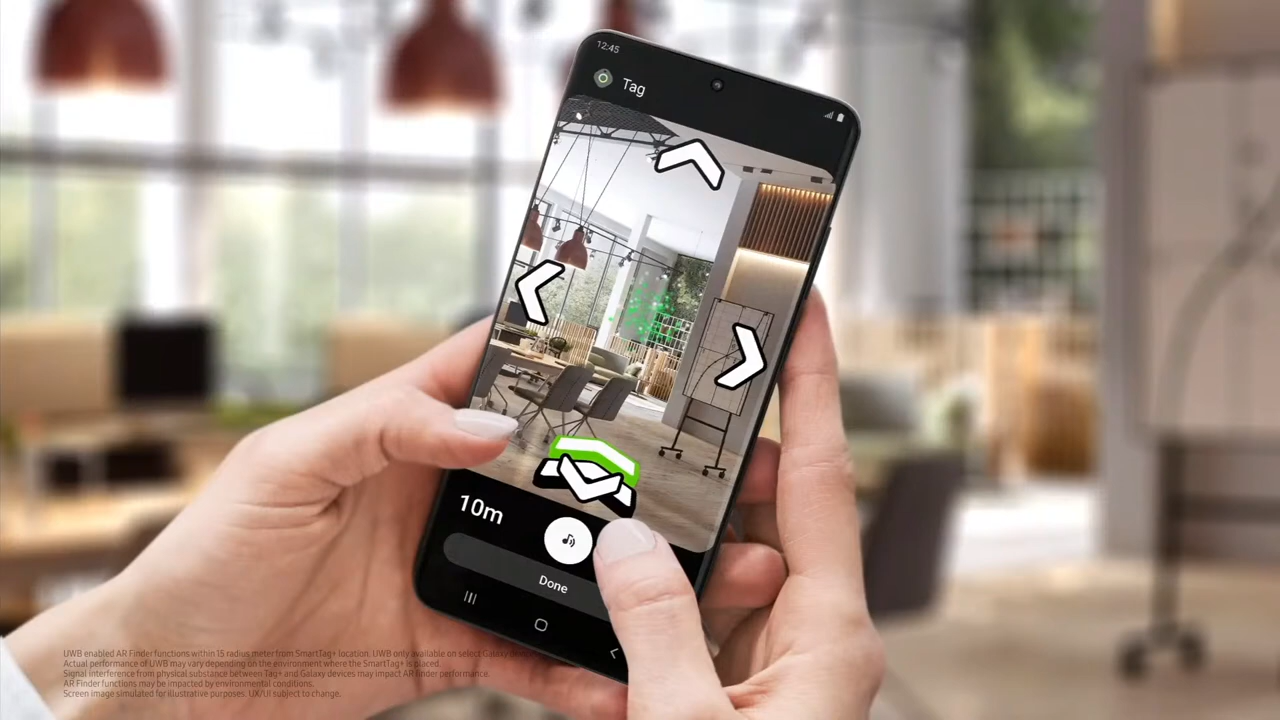 12:45
Tag
10m
Done
UWB enabled AR Finder functions within 15 radius meter from SmartTag+ location. UWB only available on select Galaxy
Actual performance of UWB may vary depending on the environment where the SmartTag+ is placed.
Signal interference from physical substance between Tag+ and Galaxy devices may impact AR Finder performance.
AR Finder functions may be impacted by environmental conditions.
Screen image simulated for illustrative purposes. UX/UI subject to change.